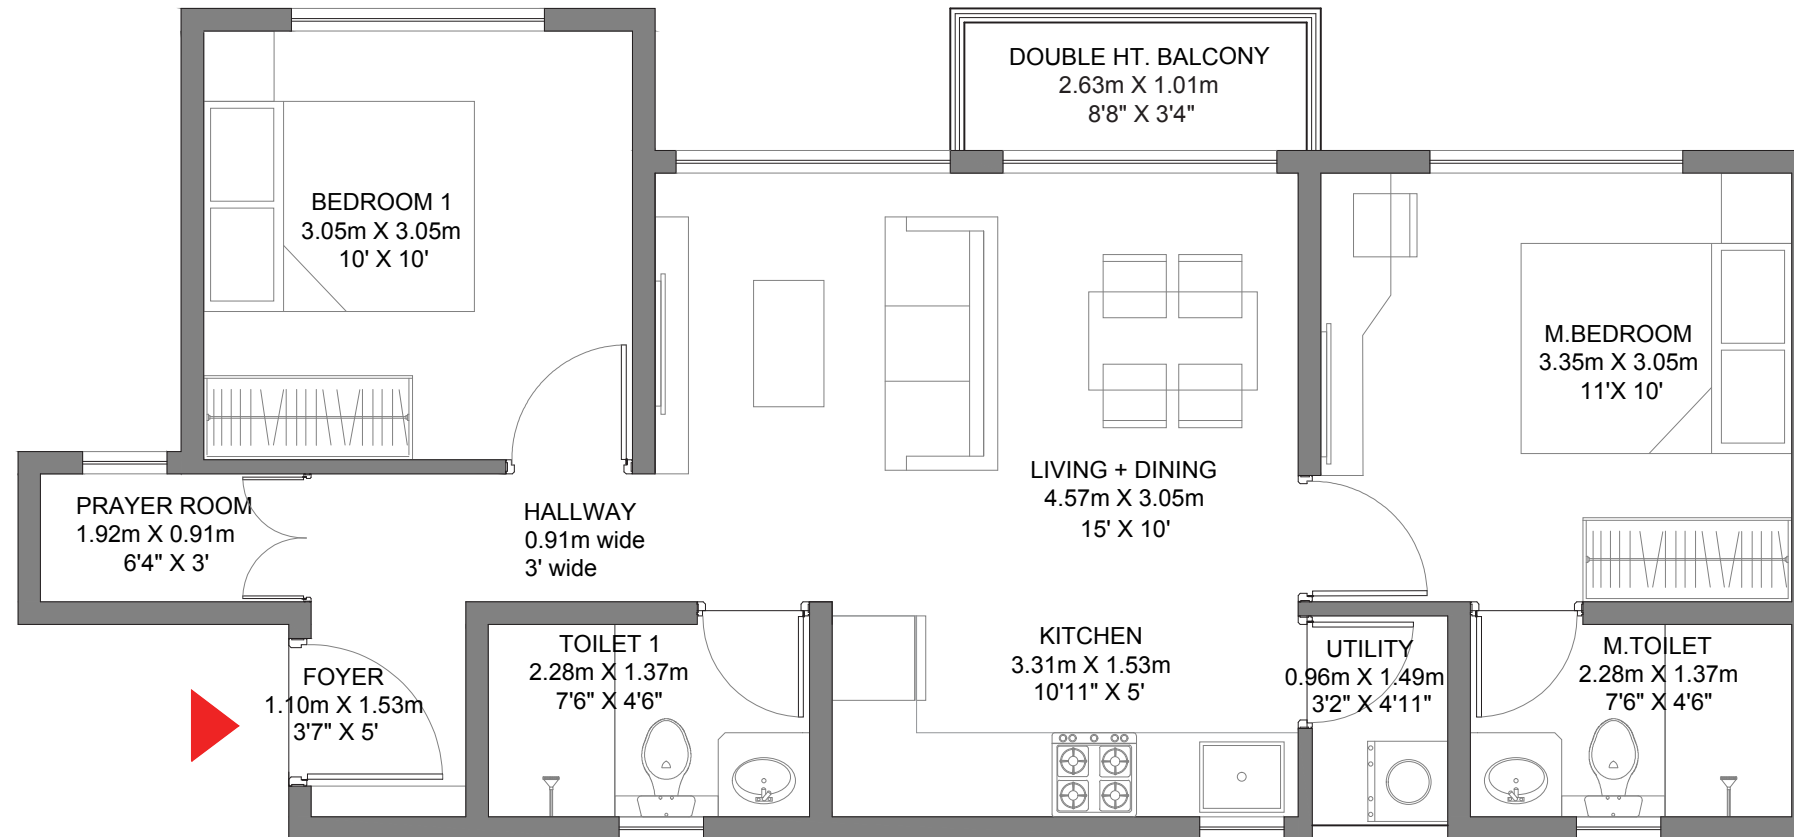 DOUBLE HT. BALCONY
2.63m X 1.01m
8'8" X 3'4"
BEDROOM 1
3.05m X 3.05m
10' X 10'
M.BEDROOM
3.35m X 3.05m
11'X 10'
LIVING + DINING
4.57m X 3.05m
15' X 10'
PRAYER ROOM
1.92m X 0.91m
6'4" X 3'
HALLWAY
0.91m wide
3' wide
FOYER
1.10m X 1.53m
3'7" X 5'
TOILET 1
2.28m X 1.37m
7'6" X 4'6"
KITCHEN
3.31m X 1.53m
10'11" X 5'
UTILITY
0.96m X 1.49m
3'2" X 4'11"
M.TOILET
2.28m X 1.37m
7'6" X 4'6"